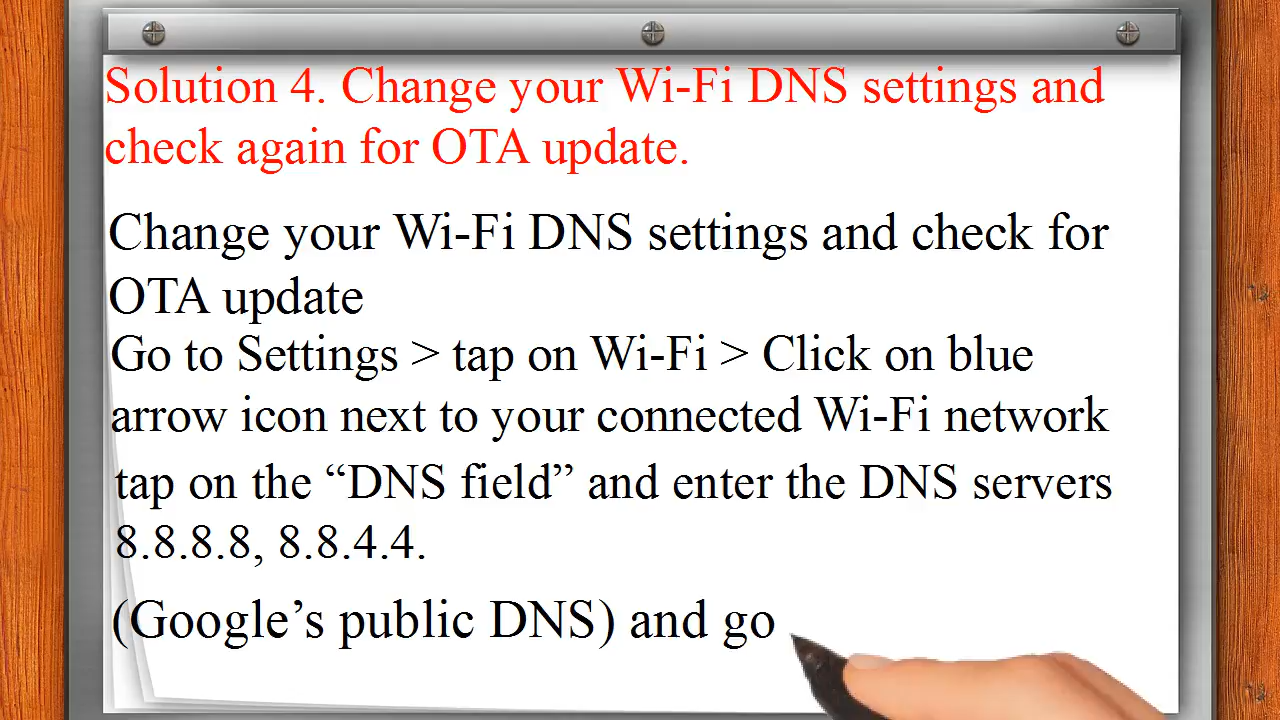 Solution 4. Change your Wi-Fi DNS settings and
check again for OTA update.
Change your Wi-Fi DNS settings and check for
OTA update
Go to Settings > tap on Wi-Fi > Click on blue
arrow icon next to your connected Wi-Fi network
tap on the “DNS field” and enter the DNS servers
8.8.8.8, 8.8.4.4.
(Google’s public DNS) and go